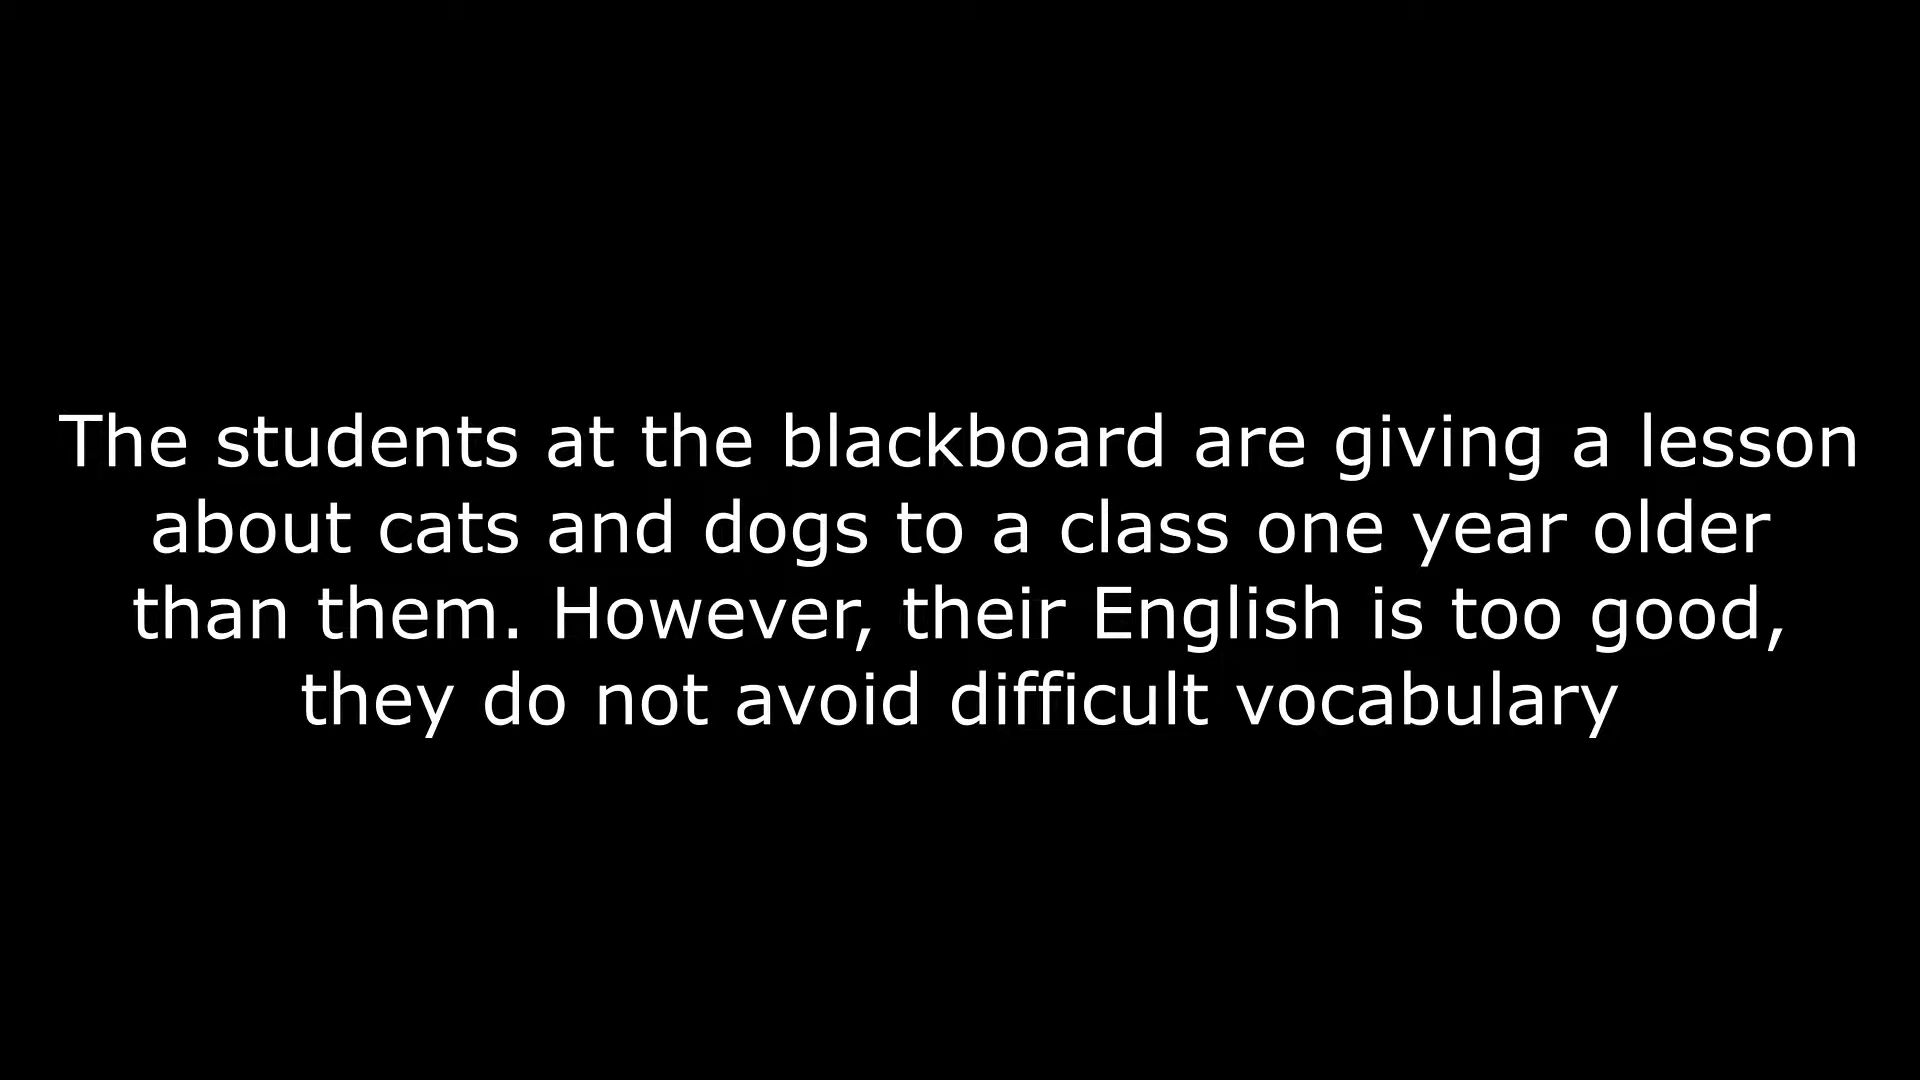 The students at the blackboard are giving a lesson
about cats and dogs to a class one year older
than them. However, their English is too good,
they do not avoid difficult vocabulary